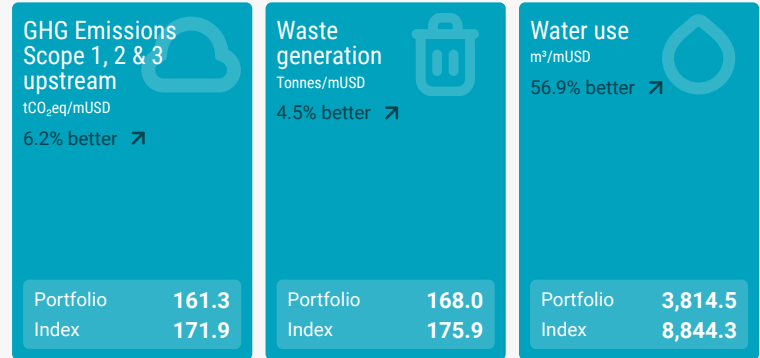 GHG Emissions
Scope 1, 2 & 3
upstream
tCO₂eq/mUSD
6.2% better
Portfolio 161.3
Index 171.9
Waste
generation
Tonnes/mUSD
4.5% better
Portfolio 168.0
Index 175.9
Water use
m³/mUSD
56.9% better
Portfolio 3,814.5
Index 8,844.3